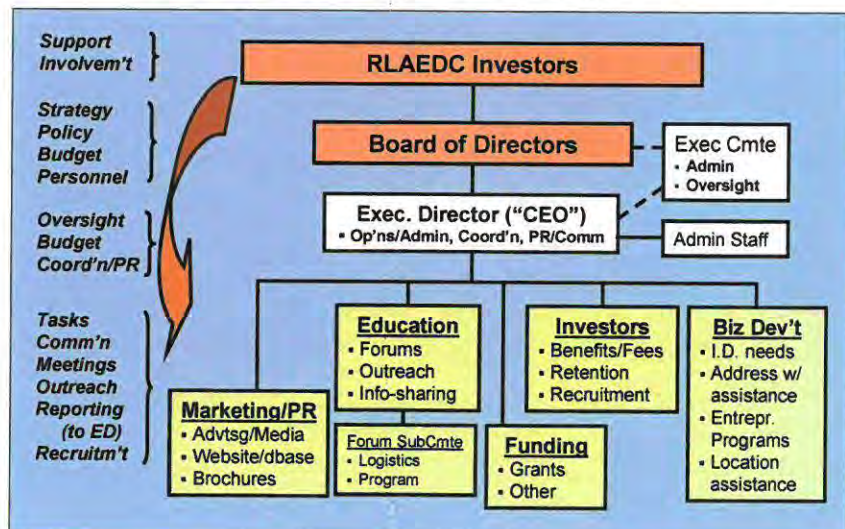 Support
Involvem't
Strategy
Policy
Budget
Personnel
Oversight
Budget
Coord'n/PR
Tasks
Comm'n
Meetings
Outreach
Reporting
(to ED)
Recruitm't
RLAEDC Investors
Board of Directors
Exec Cmte
▪ Admin
▪ Oversight
Exec. Director ("CEO")
▪ Op'ns/Admin, Coord'n, PR/Comm
Admin Staff
Marketing/PR
▪ Advtsg/Media
▪ Website/dbase
▪ Brochures
Education
▪ Forums
▪ Outreach
▪ Info-sharing
Forum SubCmte
▪ Logistics
▪ Program
Funding
▪ Grants
▪ Other
Investors
▪ Benefits/Fees
▪ Retention
▪ Recruitment
Biz Dev't
▪ I.D. needs
▪ Address w/
assistance
▪ Entrepr.
Programs
▪ Location
assistance